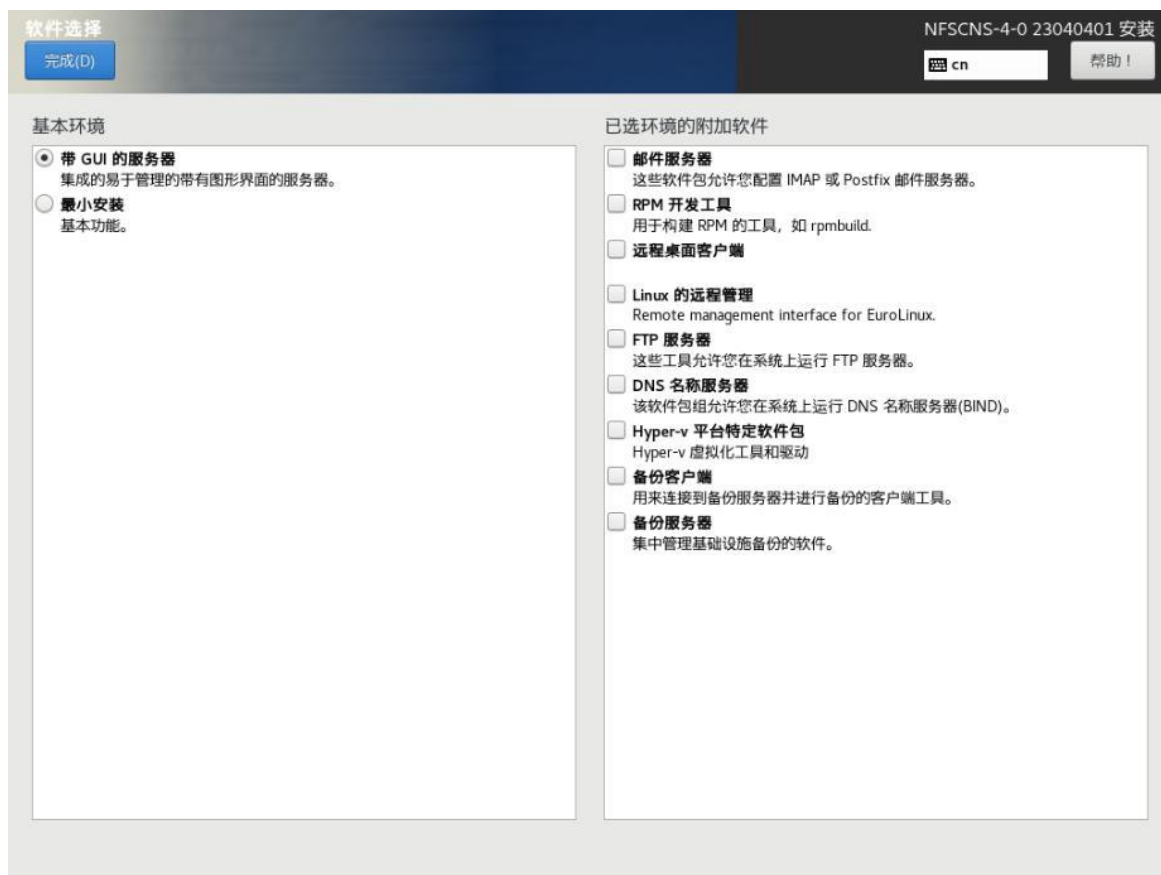 软件选择
完成(D)
NFSCNS-4-0 23040401 安装
cn
帮助！
基本环境
带 GUI 的服务器
集成的易于管理的带有图形界面的服务器。
最小安装
基本功能。
已选环境的附加软件
邮件服务器
这些软件包允许您配置 IMAP 或 Postfix 邮件服务器。
RPM 开发工具
用于构建 RPM 的工具，如 rpmbuild.
远程桌面客户端
Linux 的远程管理
Remote management interface for EuroLinux.
FTP 服务器
这些工具允许您在系统上运行 FTP 服务器。
DNS 名称服务器
该软件包组允许您在系统上运行 DNS 名称服务器(BIND)。
Hyper-v 平台特定软件包
Hyper-v 虚拟化工具和驱动
备份客户端
用来连接到备份服务器并进行备份的客户端工具。
备份服务器
集中管理基础设施备份的软件。